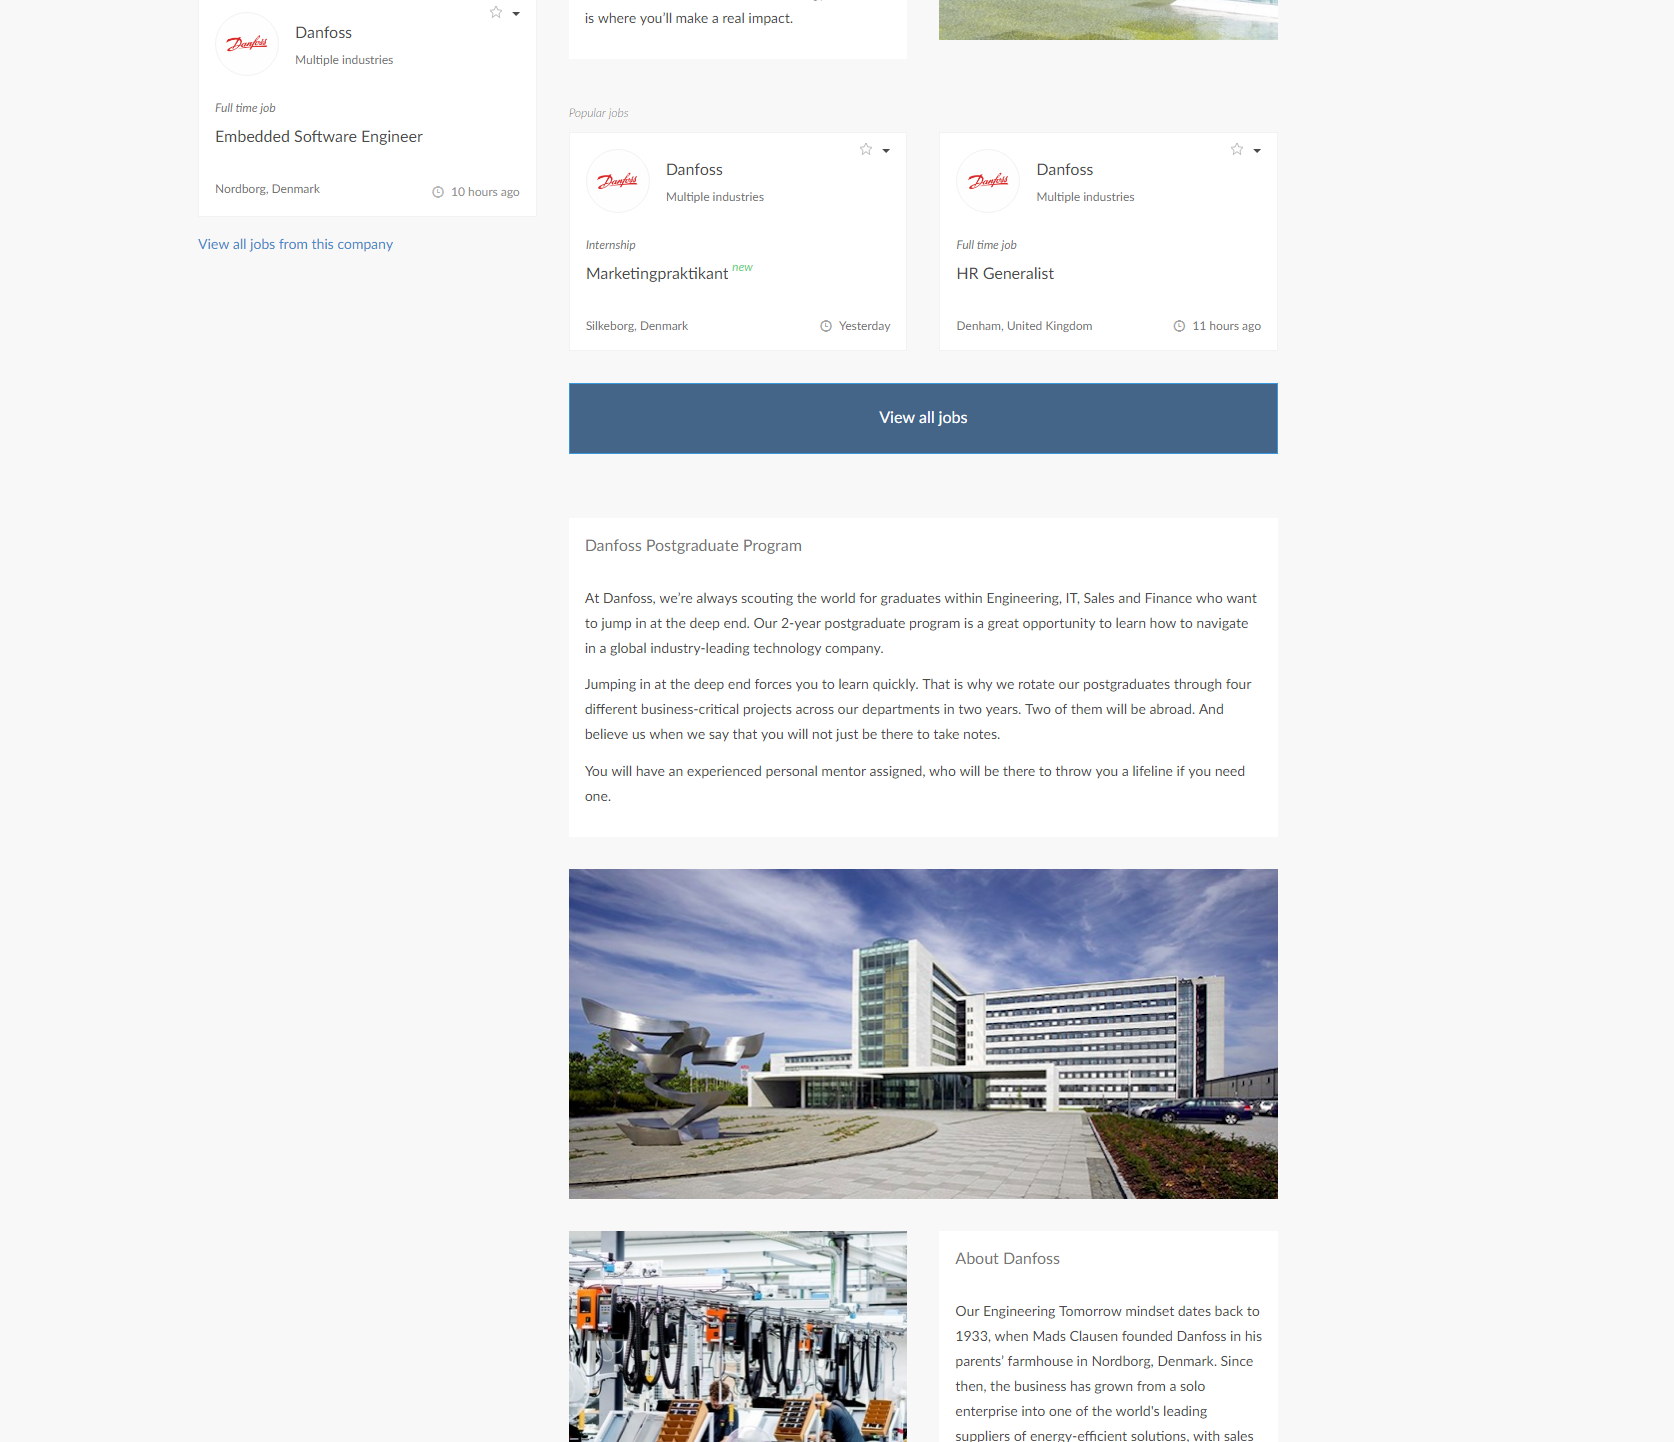 Danfoss
Danfoss
Multiple industries
Full time job
Embedded Software Engineer
Nordborg, Denmark
10 hours ago
View all jobs from this company
is where you’ll make a real impact.
Popular jobs
Danfoss
Danfoss
Multiple industries
Internship
Marketingpraktikant new
Silkeborg, Denmark
Yesterday
Danfoss
Danfoss
Multiple industries
Full time job
HR Generalist
Denham, United Kingdom
11 hours ago
View all jobs
Danfoss Postgraduate Program
At Danfoss, we’re always scouting the world for graduates within Engineering, IT, Sales and Finance who want
to jump in at the deep end. Our 2-year postgraduate program is a great opportunity to learn how to navigate
in a global industry-leading technology company.
Jumping in at the deep end forces you to learn quickly. That is why we rotate our postgraduates through four
different business-critical projects across our departments in two years. Two of them will be abroad. And
believe us when we say that you will not just be there to take notes.
You will have an experienced personal mentor assigned, who will be there to throw you a lifeline if you need
one.
About Danfoss
Our Engineering Tomorrow mindset dates back to
1933, when Mads Clausen founded Danfoss in his
parents’ farmhouse in Nordborg, Denmark. Since
then, the business has grown from a solo
enterprise into one of the world's leading
suppliers of energy-efficient solutions, with sales